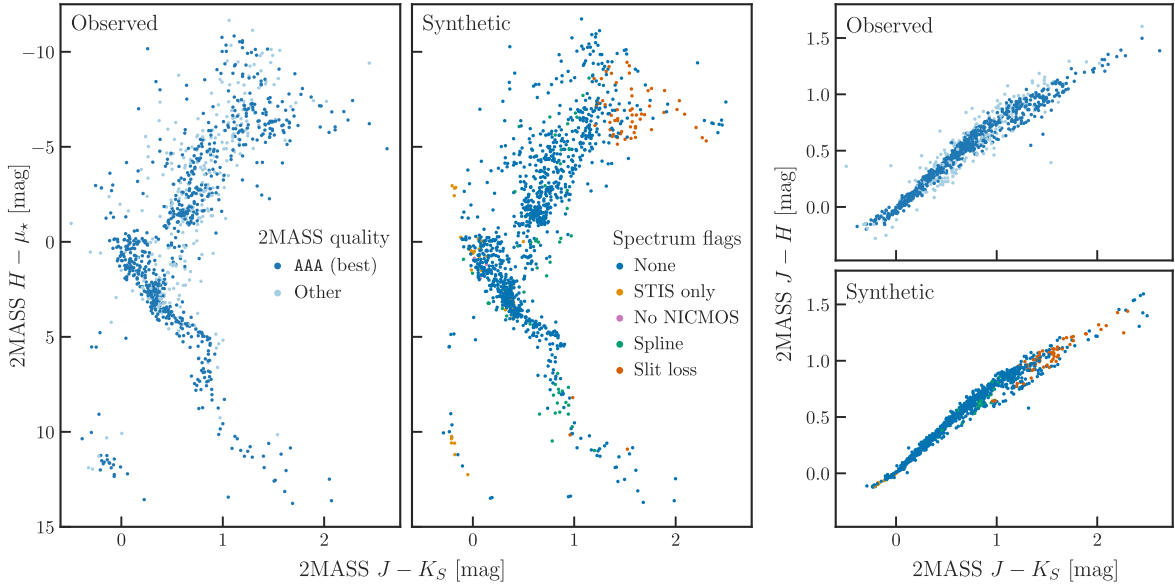 Observed
Synthetic
−10
−5
0
5
10
15
2MASS H − μ⋆ [mag]
2MASS quality
AAA (best)
Other
Spectrum flags
None
STIS only
No NICMOS
Spline
Slit loss
0
1
2
0
1
2
2MASS J − K_S [mag]
Observed
1.5
1.0
0.5
0.0
Synthetic
1.5
1.0
0.5
0.0
2MASS J − H [mag]
0
1
2
2MASS J − K_S [mag]